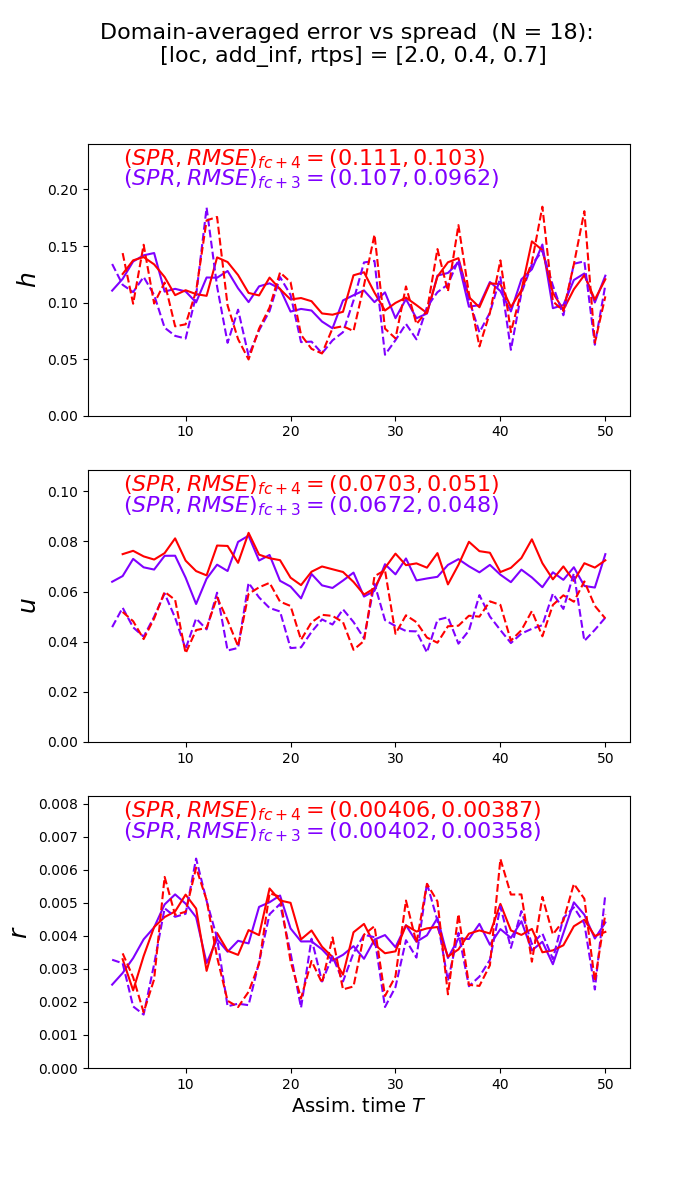 Domain-averaged error vs spread (N = 18):
[loc, add_inf, rtps] = [2.0, 0.4, 0.7]
(SPR, RMSE)fc+4 = (0.111, 0.103)
(SPR, RMSE)fc+3 = (0.107, 0.0962)
0.20
0.15
0.10
0.05
0.00
h
10 20 30 40 50
(SPR, RMSE)fc+4 = (0.0703, 0.051)
(SPR, RMSE)fc+3 = (0.0672, 0.048)
0.10
0.08
0.06
0.04
0.02
0.00
u
10 20 30 40 50
(SPR, RMSE)fc+4 = (0.00406, 0.00387)
(SPR, RMSE)fc+3 = (0.00402, 0.00358)
0.008
0.007
0.006
0.005
0.004
0.003
0.002
0.001
0.000
r
10 20 30 40 50
Assim. time T